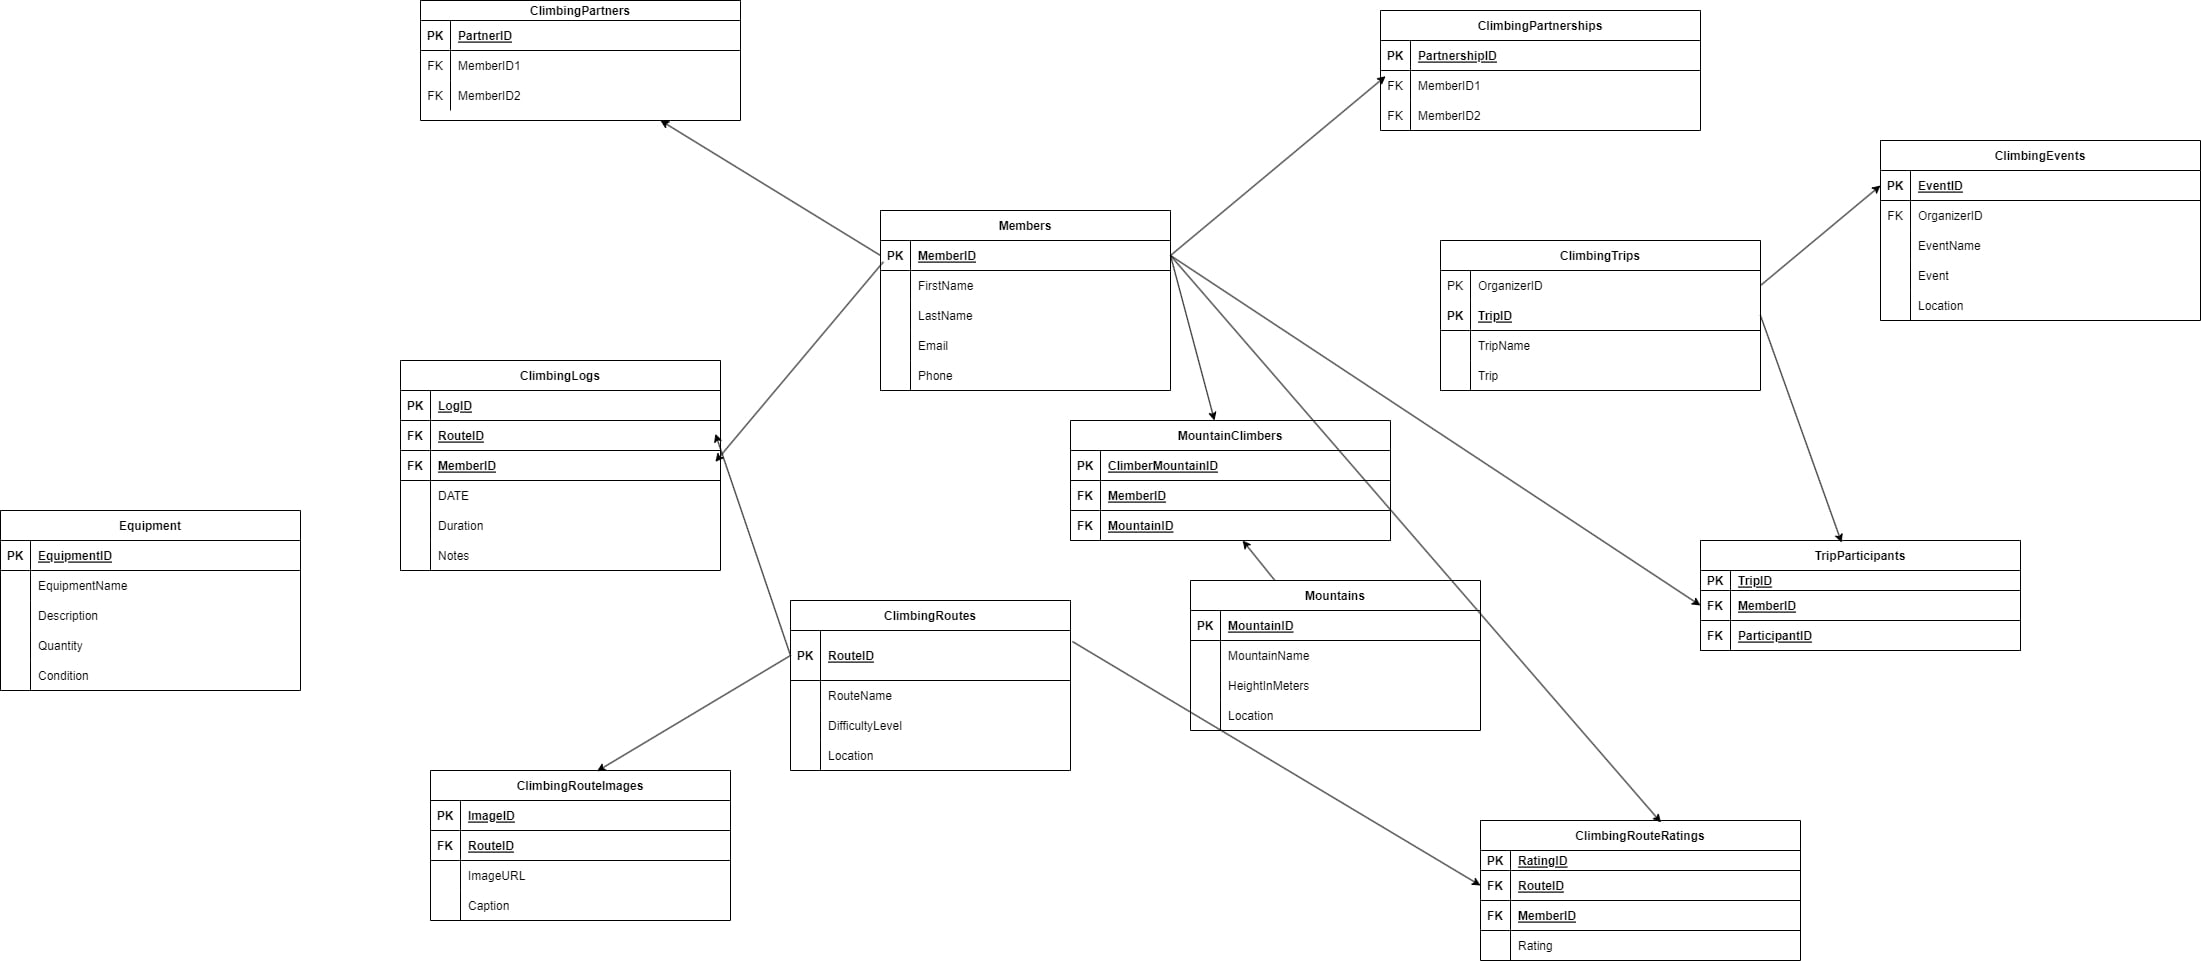 ClimbingPartners
PK PartnerID
FK MemberID1
FK MemberID2
ClimbingPartnerships
PK PartnershipID
FK MemberID1
FK MemberID2
ClimbingEvents
PK EventID
FK OrganizerID
EventName
Event
Location
Members
PK MemberID
FirstName
LastName
Email
Phone
ClimbingTrips
PK OrganizerID
PK TripID
TripName
Trip
ClimbingLogs
PK LogID
FK RouteID
FK MemberID
DATE
Duration
Notes
MountainClimbers
PK ClimberMountainID
FK MemberID
FK MountainID
Equipment
PK EquipmentID
EquipmentName
Description
Quantity
Condition
TripParticipants
PK TripID
FK MemberID
FK ParticipantID
Mountains
PK MountainID
MountainName
HeightInMeters
Location
ClimbingRoutes
PK RouteID
RouteName
DifficultyLevel
Location
ClimbingRouteImages
PK ImageID
FK RouteID
ImageURL
Caption
ClimbingRouteRatings
PK RatingID
FK RouteID
FK MemberID
Rating